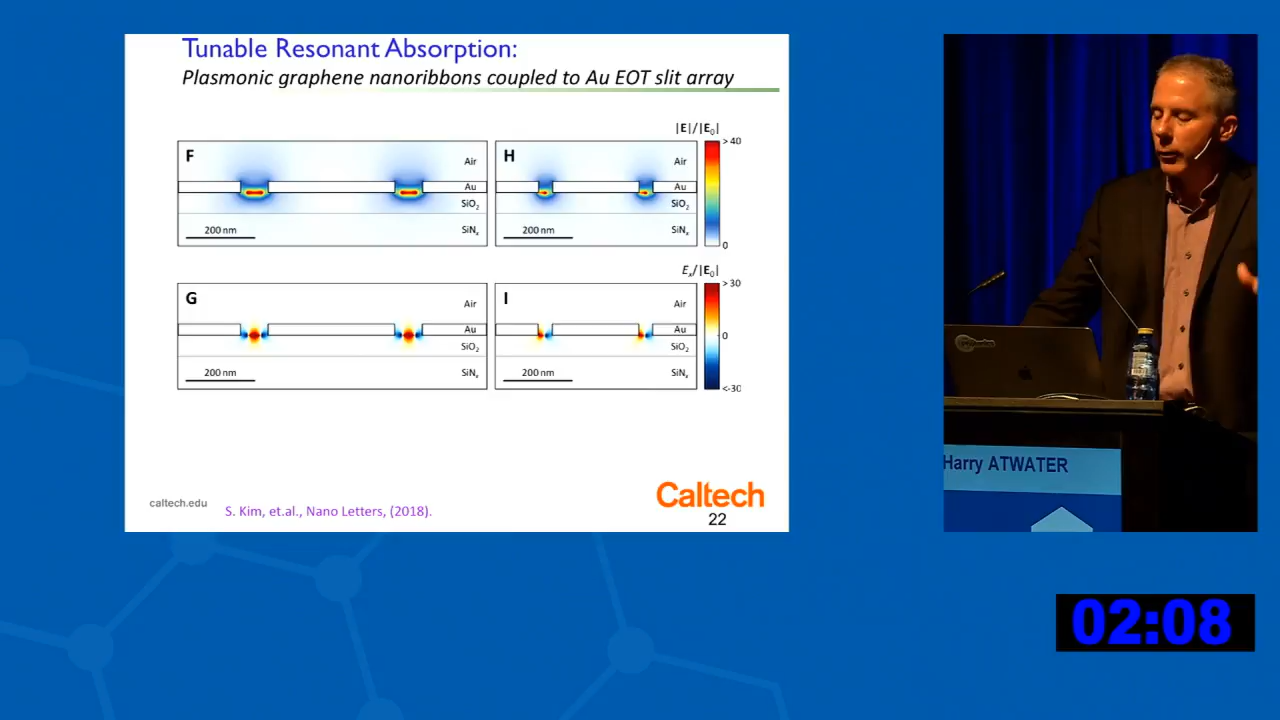 Tunable Resonant Absorption:
Plasmonic graphene nanoribbons coupled to Au EOT slit array
|E|/|E₀|
F
Air
Au
SiO₂
200 nm
SiNₓ
H
Air
Au
SiO₂
200 nm
SiNₓ
> 40
0
Eₓ/|E₀|
G
Air
Au
SiO₂
200 nm
SiNₓ
I
Air
Au
SiO₂
200 nm
SiNₓ
> 30
0
<-30
caltech.edu
S. Kim, et.al., Nano Letters, (2018).
Caltech
22
Harry ATWATER
02:08